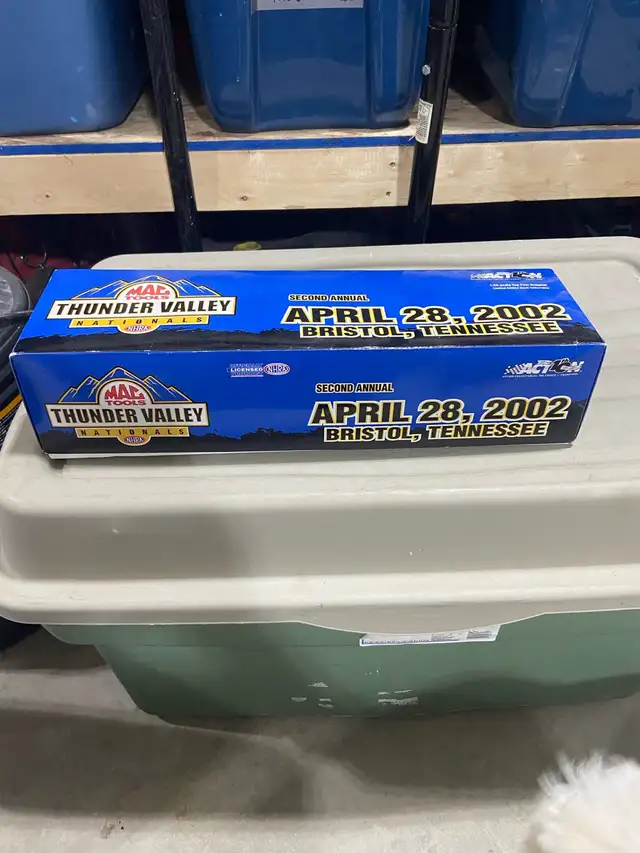 MAC
TOOLS
THUNDER VALLEY
NATIONALS
NHRA
SECOND ANNUAL
APRIL 28, 2002
BRISTOL, TENNESSEE
ACTION
MAC
TOOLS
THUNDER VALLEY
NATIONALS
NHRA
LICENSED
NHRA
SECOND ANNUAL
APRIL 28, 2002
BRISTOL, TENNESSEE
ACTION